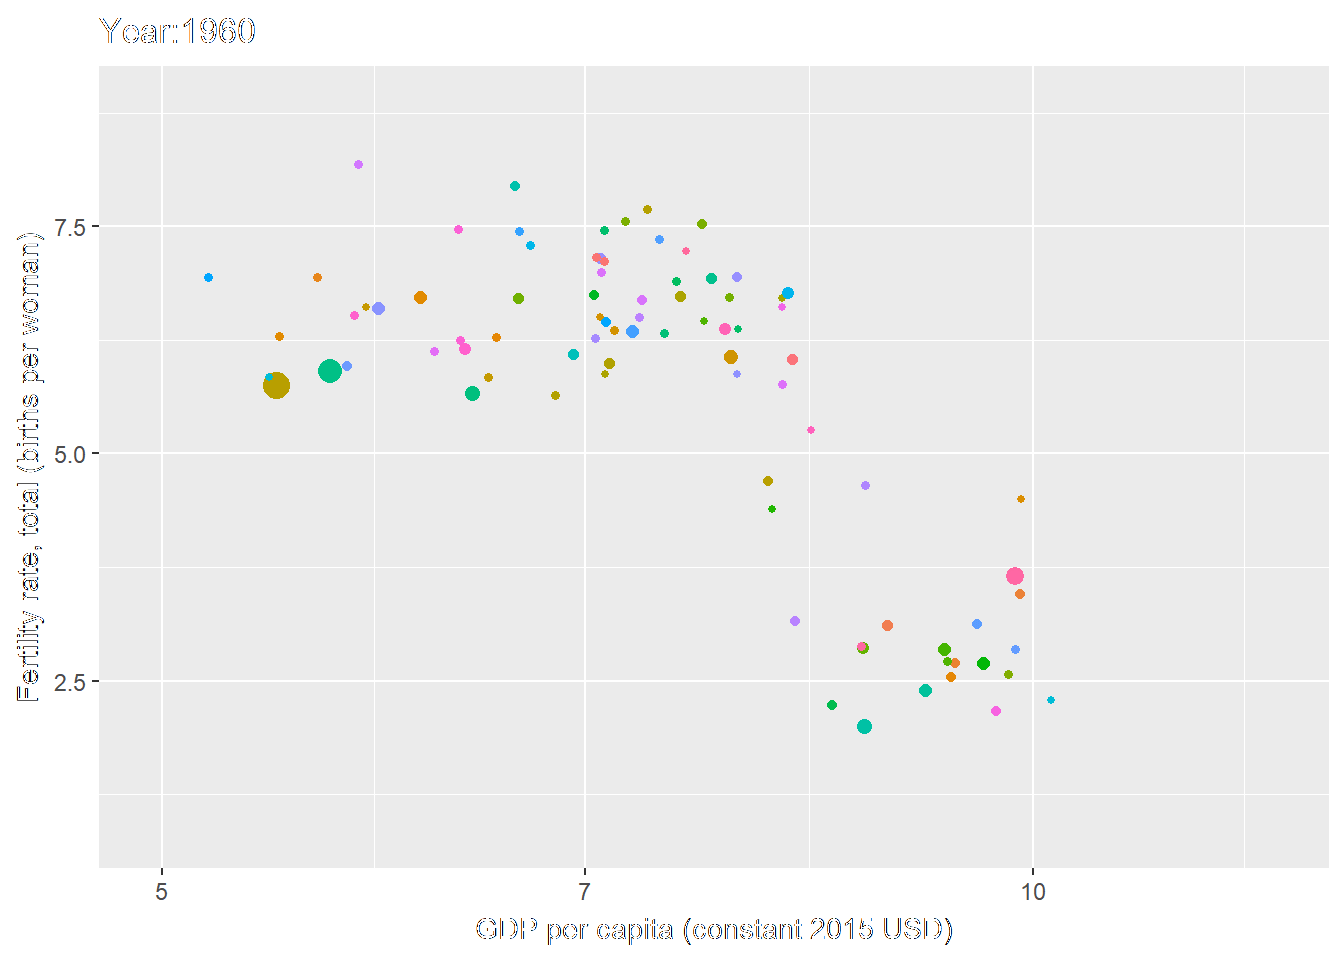 Year:1960
Fertility rate, total (births per woman)
7.5
5.0
2.5
5
7
10
GDP per capita (constant 2015 USD)